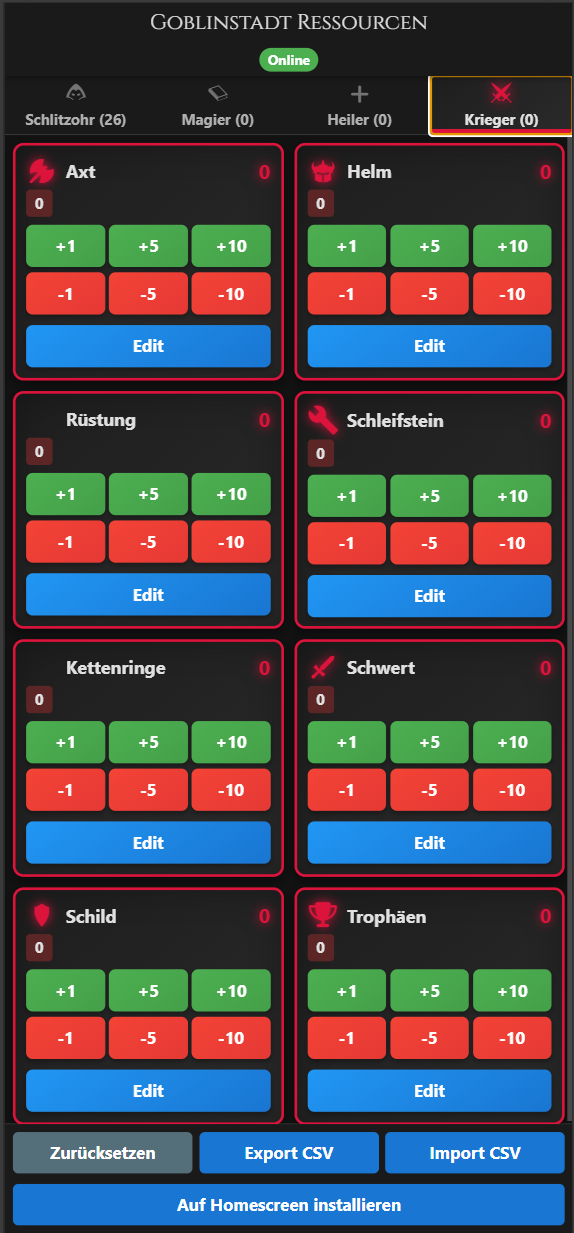 Goblinstadt Ressourcen
Online
Schlitzohr (26) Magier (0) Heiler (0) Krieger (0)
Axt 0
0
+1 +5 +10
-1 -5 -10
Edit
Helm 0
0
+1 +5 +10
-1 -5 -10
Edit
Rüstung 0
0
+1 +5 +10
-1 -5 -10
Edit
Schleifstein 0
0
+1 +5 +10
-1 -5 -10
Edit
Kettenringe 0
0
+1 +5 +10
-1 -5 -10
Edit
Schwert 0
0
+1 +5 +10
-1 -5 -10
Edit
Schild 0
0
+1 +5 +10
-1 -5 -10
Edit
Trophäen 0
0
+1 +5 +10
-1 -5 -10
Edit
Zurücksetzen Export CSV Import CSV
Auf Homescreen installieren